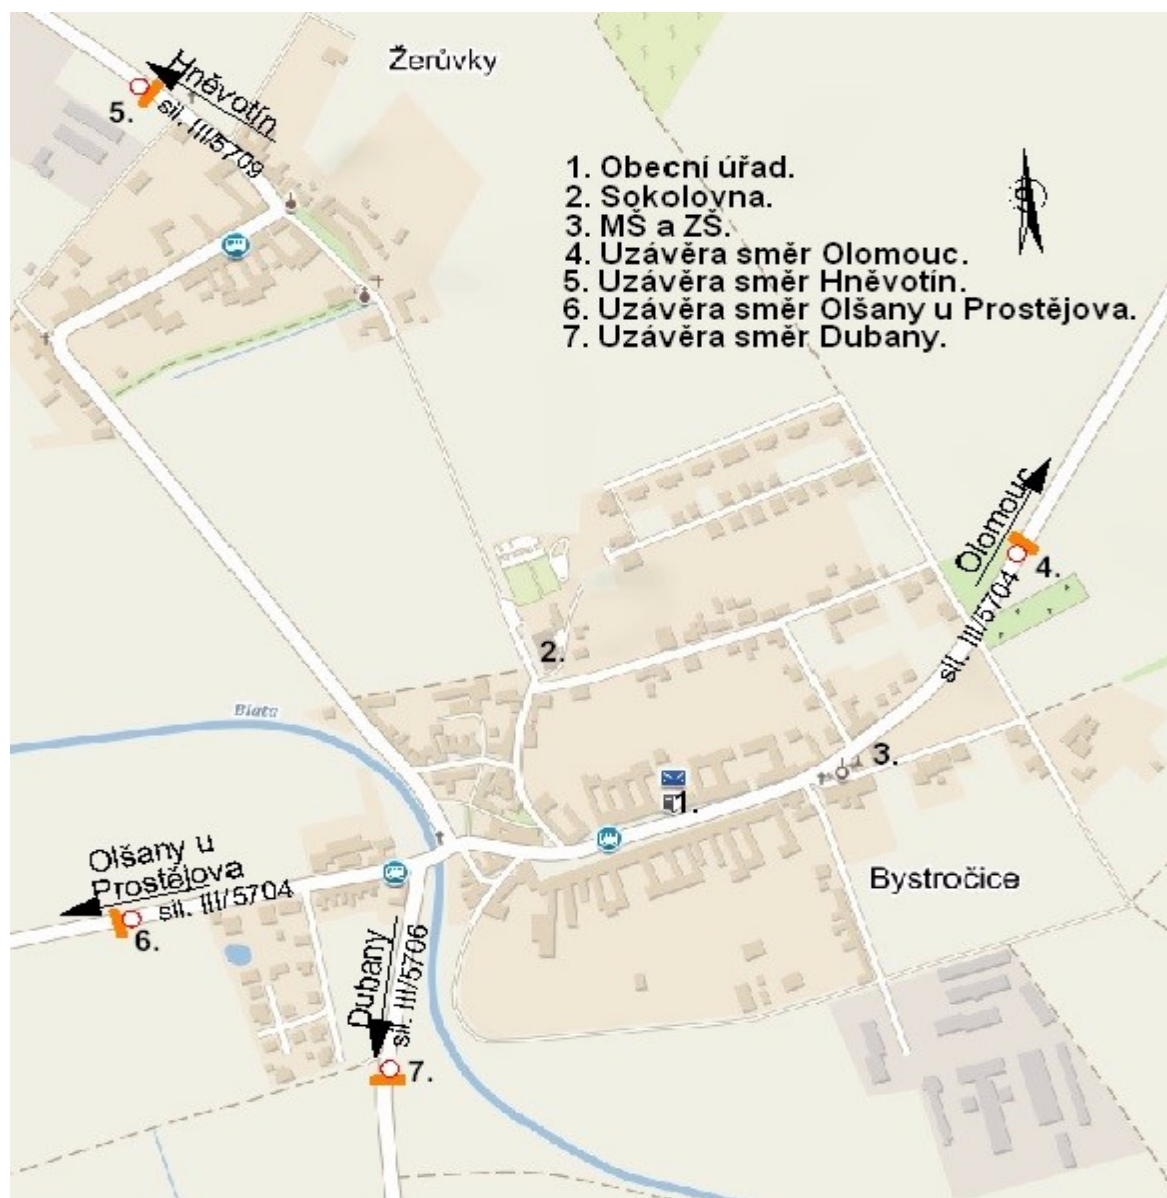 Žerůvky
Hněvotín
sil. III/5709
5.
1. Obecní úřad.
2. Sokolovna.
3. MŠ a ZŠ.
4. Uzávěra směr Olomouc.
5. Uzávěra směr Hněvotín.
6. Uzávěra směr Olšany u Prostějova.
7. Uzávěra směr Dubany.
Olomouc
4.
sil. III/5704
2.
Blata
3.
1.
Olšany u
Prostějova
sil. III/5704
6.
Bystročice
Dubany
sil. III/5706
7.